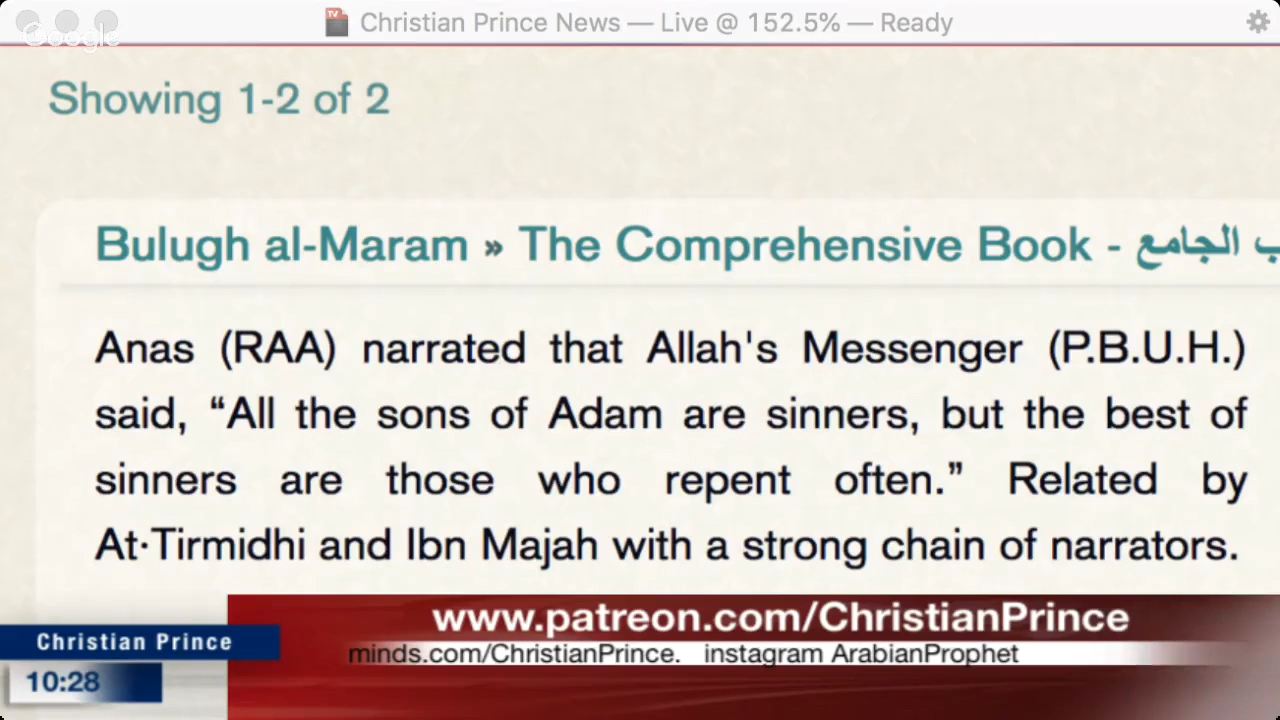 Christian Prince News — Live @ 152.5% — Ready
Google
Showing 1-2 of 2
Bulugh al-Maram » The Comprehensive Book - ب الجامع
Anas (RAA) narrated that Allah's Messenger (P.B.U.H.)
said, “All the sons of Adam are sinners, but the best of
sinners are those who repent often.” Related by
At·Tirmidhi and Ibn Majah with a strong chain of narrators.
www.patreon.com/ChristianPrince
Christian Prince
minds.com/ChristianPrince. instagram ArabianProphet
10:28